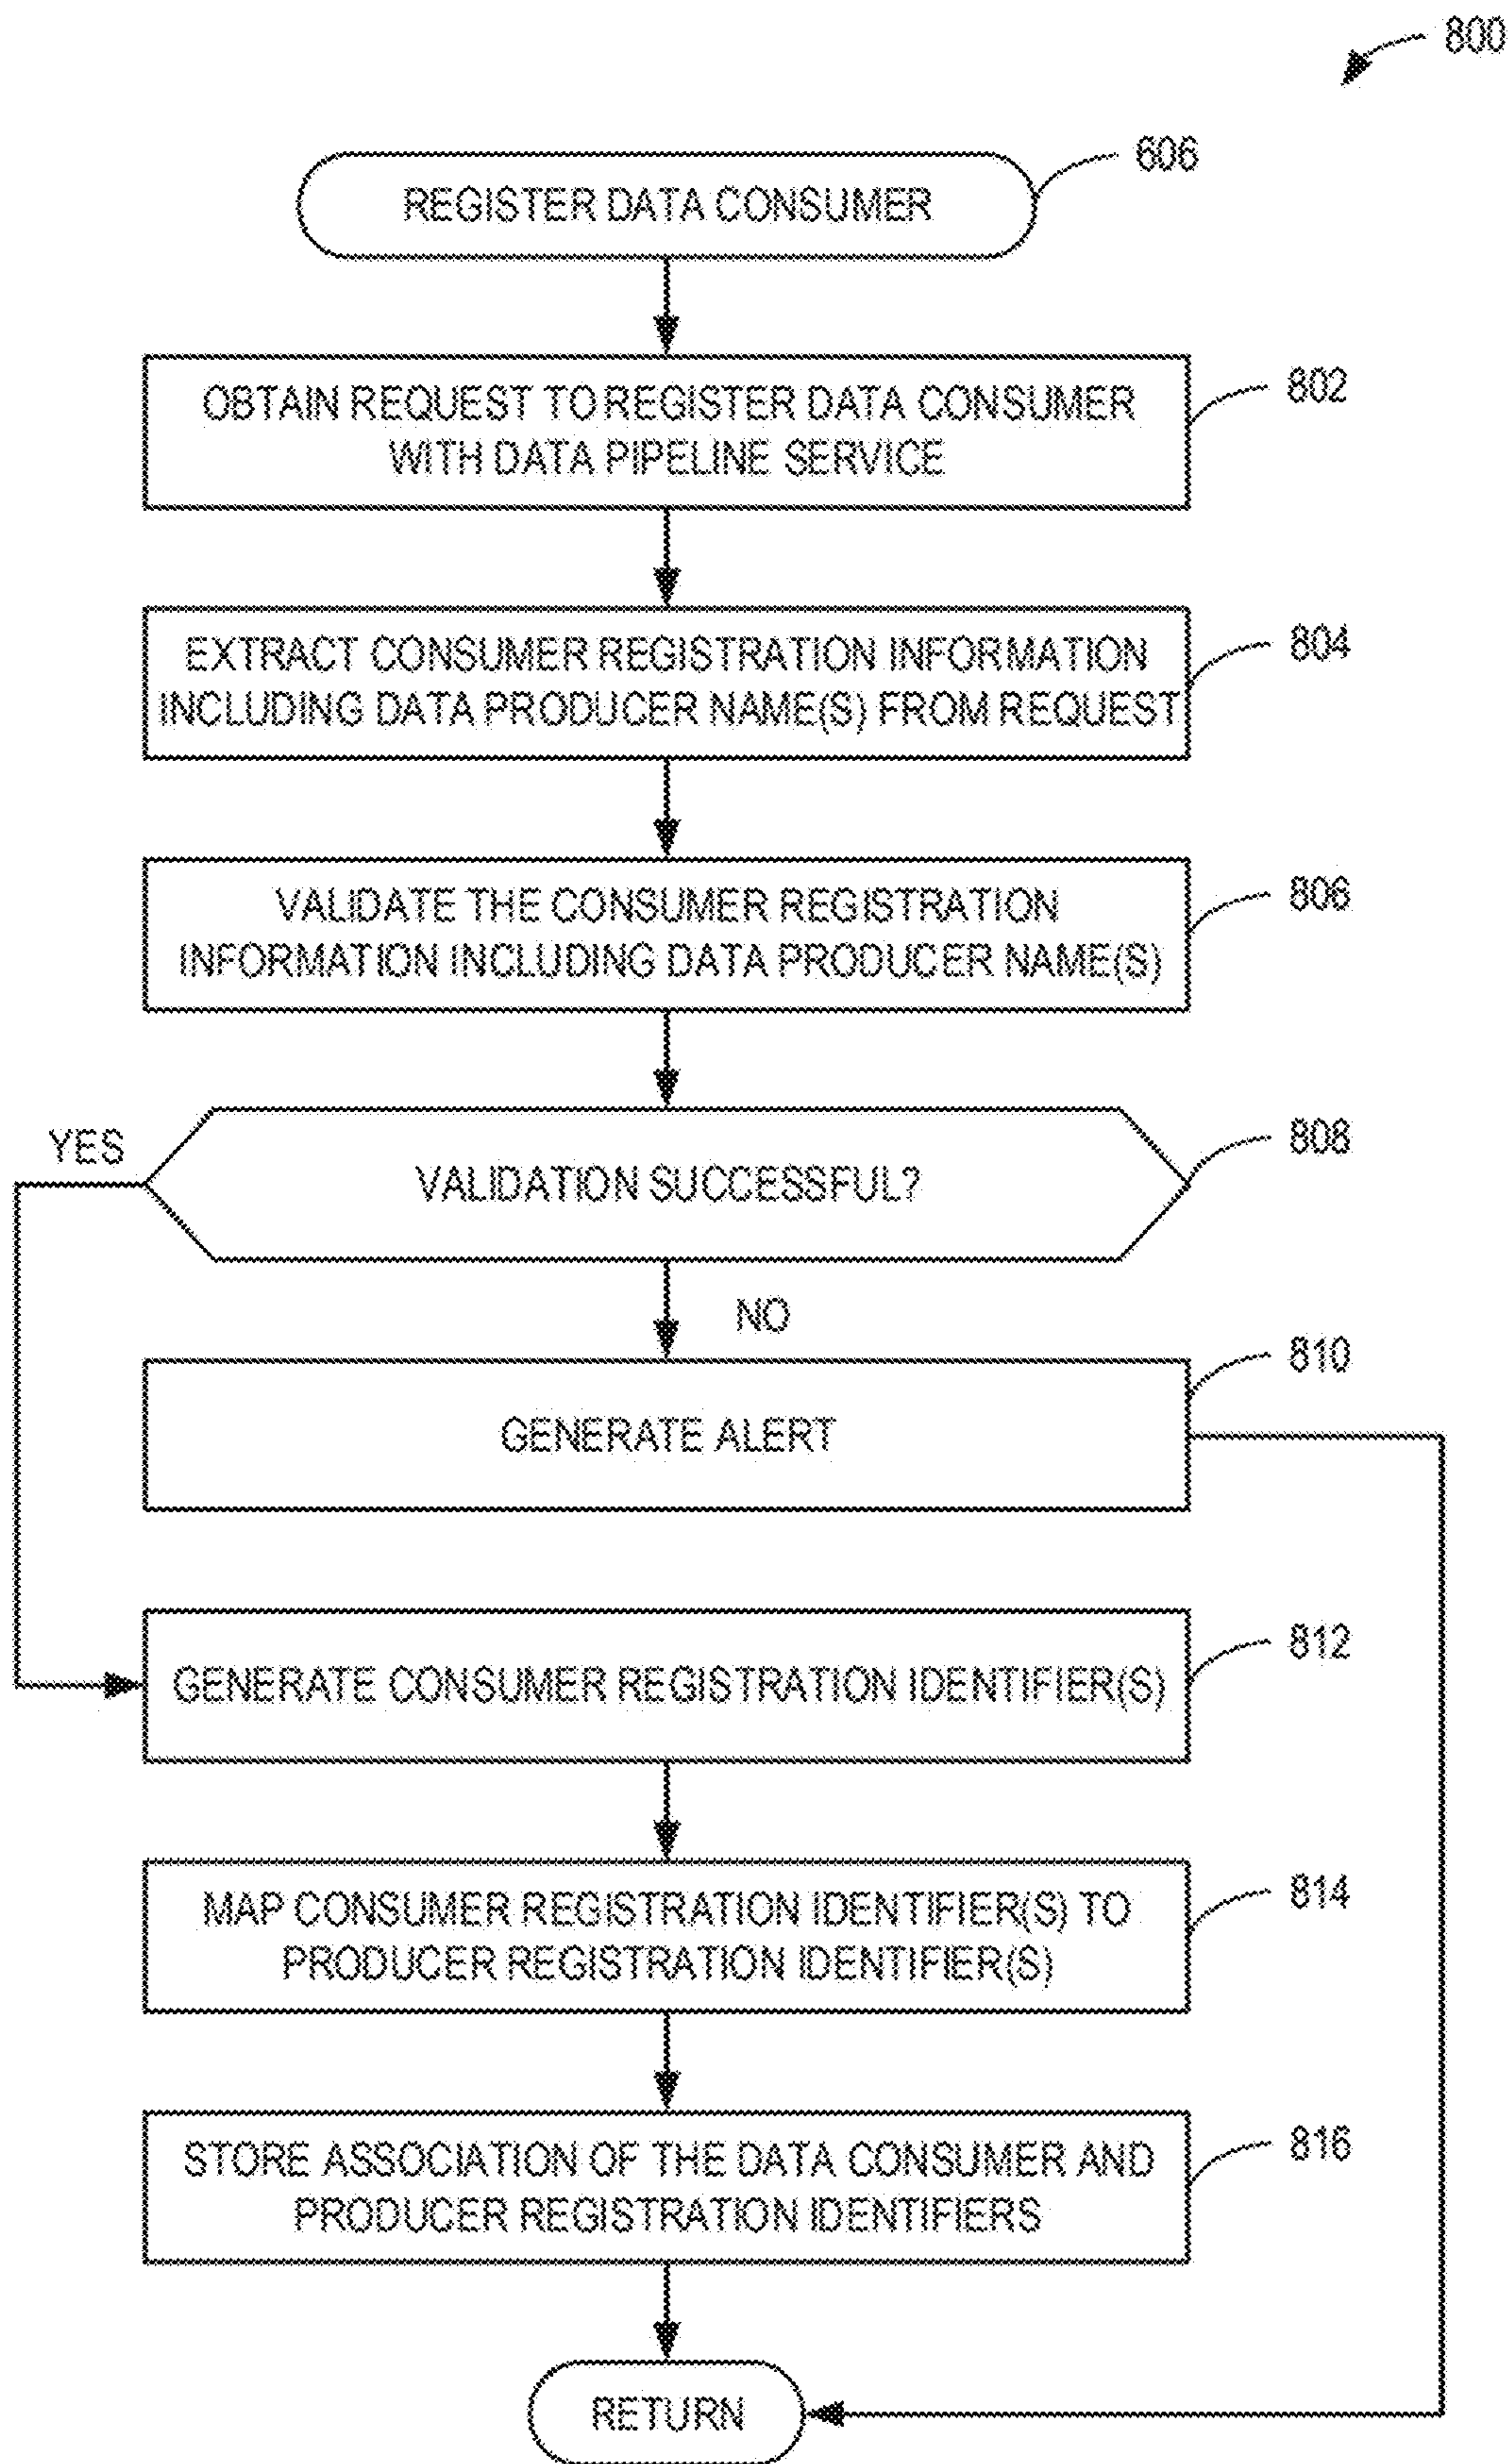 800
REGISTER DATA CONSUMER
606
OBTAIN REQUEST TO REGISTER DATA CONSUMER
WITH DATA PIPELINE SERVICE
802
EXTRACT CONSUMER REGISTRATION INFORMATION
INCLUDING DATA PRODUCER NAME(S) FROM REQUEST
804
VALIDATE THE CONSUMER REGISTRATION
INFORMATION INCLUDING DATA PRODUCER NAME(S)
806
YES
VALIDATION SUCCESSFUL?
808
NO
GENERATE ALERT
810
GENERATE CONSUMER REGISTRATION IDENTIFIER(S)
812
MAP CONSUMER REGISTRATION IDENTIFIER(S) TO
PRODUCER REGISTRATION IDENTIFIER(S)
814
STORE ASSOCIATION OF THE DATA CONSUMER AND
PRODUCER REGISTRATION IDENTIFIERS
816
RETURN